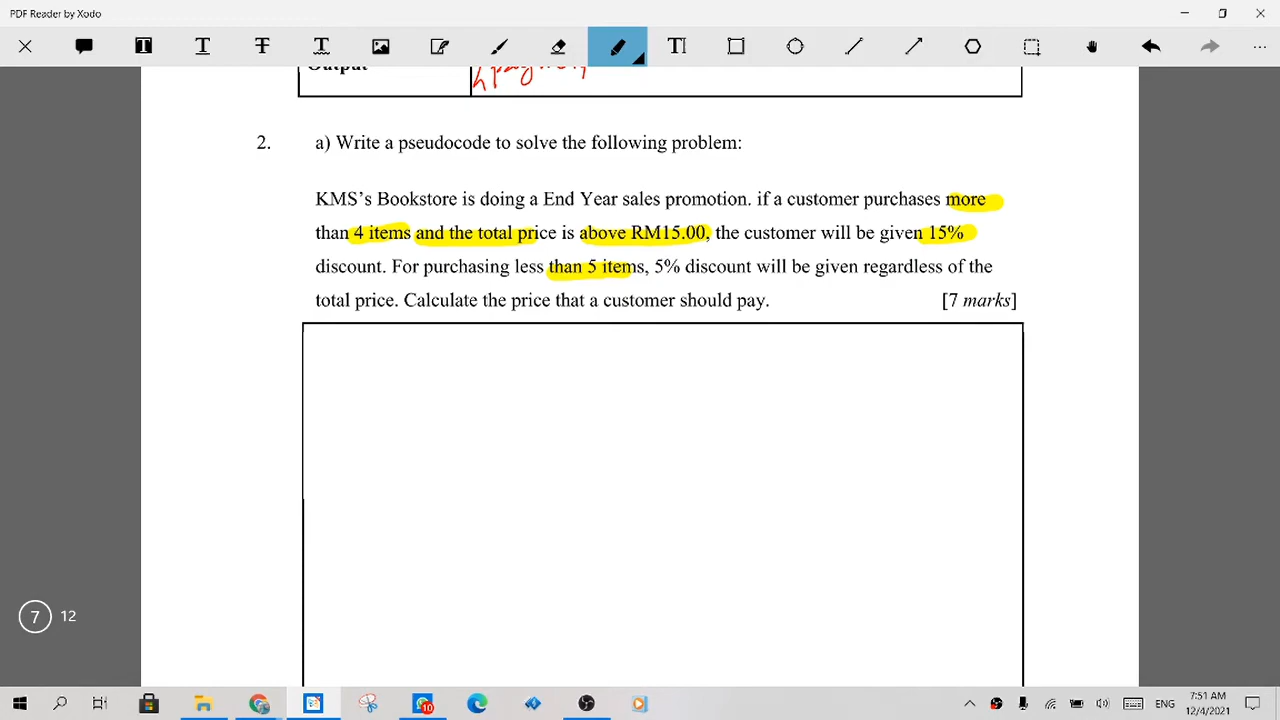 PDF Reader by Xodo
Output
2. a) Write a pseudocode to solve the following problem:
KMS's Bookstore is doing a End Year sales promotion. if a customer purchases more
than 4 items and the total price is above RM15.00, the customer will be given 15%
discount. For purchasing less than 5 items, 5% discount will be given regardless of the
total price. Calculate the price that a customer should pay. [7 marks]
7 12
10
ENG
7:51 AM
12/4/2021